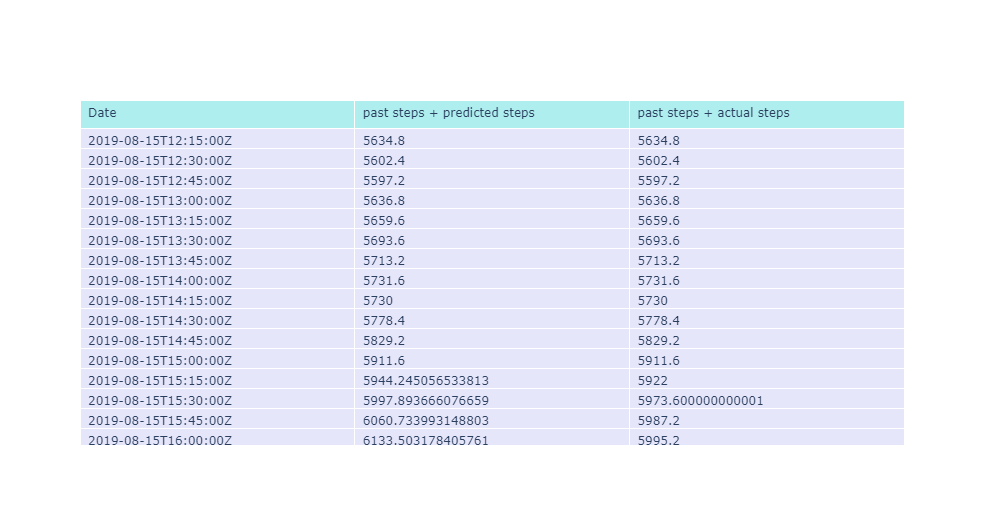 Date past steps + predicted steps past steps + actual steps
2019-08-15T12:15:00Z 5634.8 5634.8
2019-08-15T12:30:00Z 5602.4 5602.4
2019-08-15T12:45:00Z 5597.2 5597.2
2019-08-15T13:00:00Z 5636.8 5636.8
2019-08-15T13:15:00Z 5659.6 5659.6
2019-08-15T13:30:00Z 5693.6 5693.6
2019-08-15T13:45:00Z 5713.2 5713.2
2019-08-15T14:00:00Z 5731.6 5731.6
2019-08-15T14:15:00Z 5730 5730
2019-08-15T14:30:00Z 5778.4 5778.4
2019-08-15T14:45:00Z 5829.2 5829.2
2019-08-15T15:00:00Z 5911.6 5911.6
2019-08-15T15:15:00Z 5944.245056533813 5922
2019-08-15T15:30:00Z 5997.893666076659 5973.600000000001
2019-08-15T15:45:00Z 6060.733993148803 5987.2
2019-08-15T16:00:00Z 6133.503178405761 5995.2